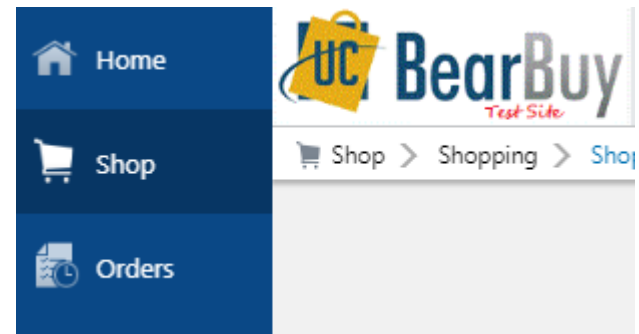 Home
Shop
Orders
UC BearBuy
Test Site
Shop > Shopping > Shop